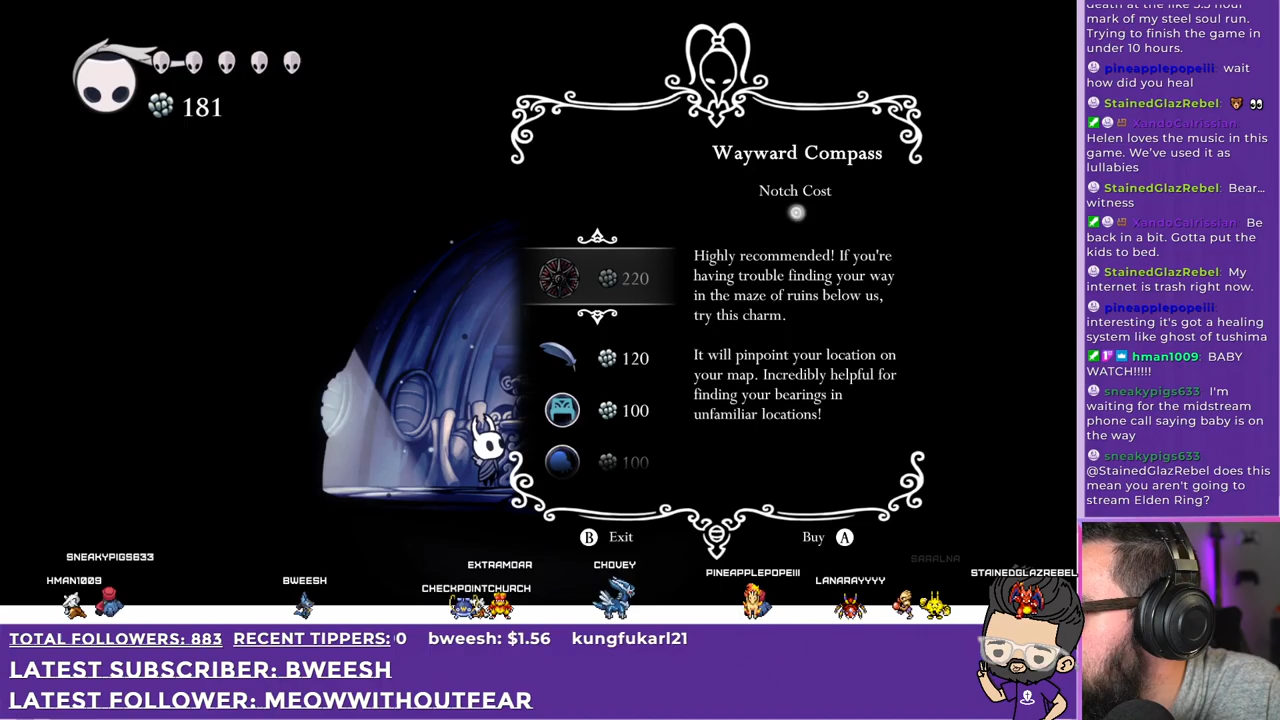 181
Wayward Compass
Notch Cost
220
120
100
100
Highly recommended! If you're
having trouble finding your way
in the maze of ruins below us,
try this charm.
It will pinpoint your location on
your map. Incredibly helpful for
finding your bearings in
unfamiliar locations!
B Exit
Buy A
death at the like 5.5 hour
mark of my steel soul run.
Trying to finish the game in
under 10 hours.
pineapplepopeiii: wait
how did you heal
StainedGlazRebel: 🐻 👀
XandoCalrissian:
Helen loves the music in this
game. We've used it as
lullabies
StainedGlazRebel: Bear...
witness
XandoCalrissian: Be
back in a bit. Gotta put the
kids to bed.
StainedGlazRebel: My
internet is trash right now.
pineapplepopeiii:
interesting it's got a healing
system like ghost of tushima
hman1009: BABY
WATCH!!!!!
sneakypigs633: I'm
waiting for the midstream
phone call saying baby is on
the way
sneakypigs633:
@StainedGlazRebel does this
mean you aren't going to
stream Elden Ring?
SNEAKYPIGS633
HMAN1009
BWEESH
EXTRAMOAR
CHECKPOINTCHURCH
CHOVEY
PINEAPPLEPOPEIII
LANARAYYYY
SARALNA
STAINEDGLAZREBEL
TOTAL FOLLOWERS: 883 RECENT TIPPERS: 0 bweesh: $1.56 kungfukarl21
LATEST SUBSCRIBER: BWEESH
LATEST FOLLOWER: MEOWWITHOUTFEAR